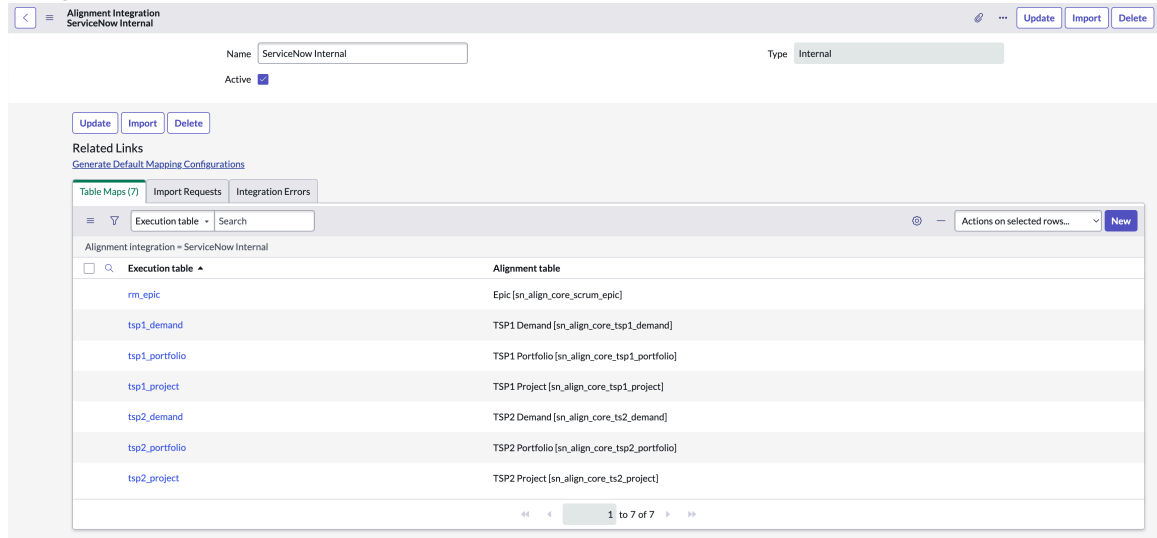 Alignment Integration
ServiceNow Internal
Update Import Delete
Name ServiceNow Internal Type Internal
Active
Update Import Delete
Related Links
Generate Default Mapping Configurations
Table Maps (7) Import Requests Integration Errors
Execution table Search Actions on selected rows... New
Alignment integration = ServiceNow Internal
Execution table Alignment table
rm_epic Epic [sn_align_core_scrum_epic]
tsp1_demand TSP1 Demand [sn_align_core_tsp1_demand]
tsp1_portfolio TSP1 Portfolio [sn_align_core_tsp1_portfolio]
tsp1_project TSP1 Project [sn_align_core_tsp1_project]
tsp2_demand TSP2 Demand [sn_align_core_ts2_demand]
tsp2_portfolio TSP2 Portfolio [sn_align_core_tsp2_portfolio]
tsp2_project TSP2 Project [sn_align_core_ts2_project]
1 to 7 of 7